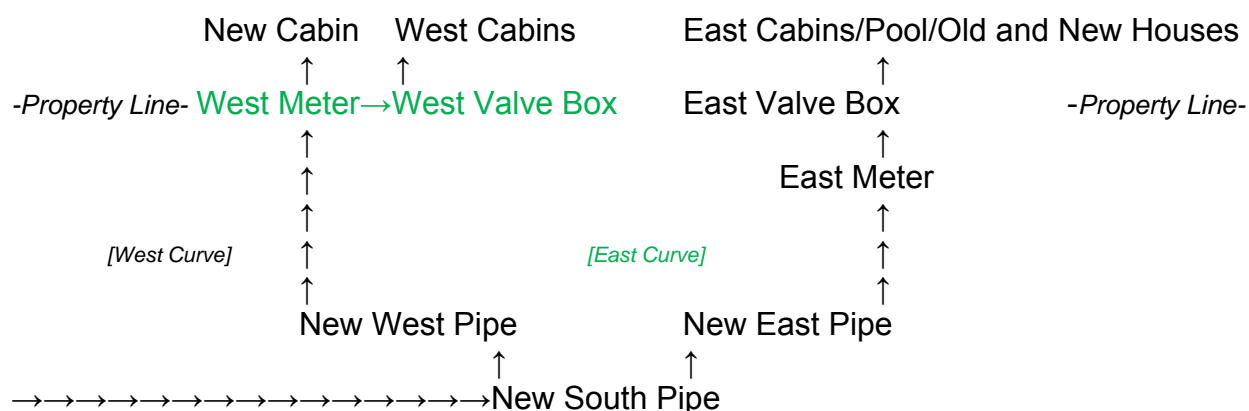 New Cabin West Cabins East Cabins/Pool/Old and New Houses
↑ ↑ ↑
-Property Line- West Meter→West Valve Box East Valve Box -Property Line-
↑ ↑
↑ East Meter
↑ ↑
↑ ↑
[West Curve] ↑ [East Curve] ↑
↑ ↑
New West Pipe New East Pipe
↑ ↑
→→→→→→→→→→→→→→→New South Pipe